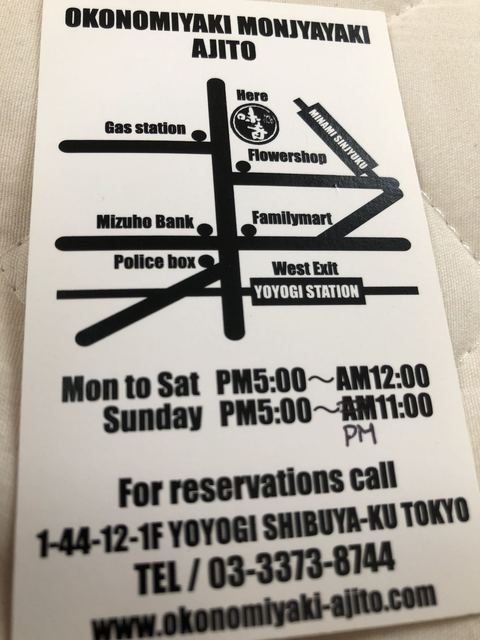 OKONOMIYAKI MONJYAYAKI
AJITO
Here
Gas station
MINAMI SINJYUKU
Flowershop
Mizuho Bank
Familymart
Police box
West Exit
YOYOGI STATION
Mon to Sat PM5:00～AM12:00
Sunday PM5:00～AM11:00
PM
For reservations call
1-44-12-1F YOYOGI SHIBUYA-KU TOKYO
TEL / 03-3373-8744
www.okonomiyaki-ajito.com